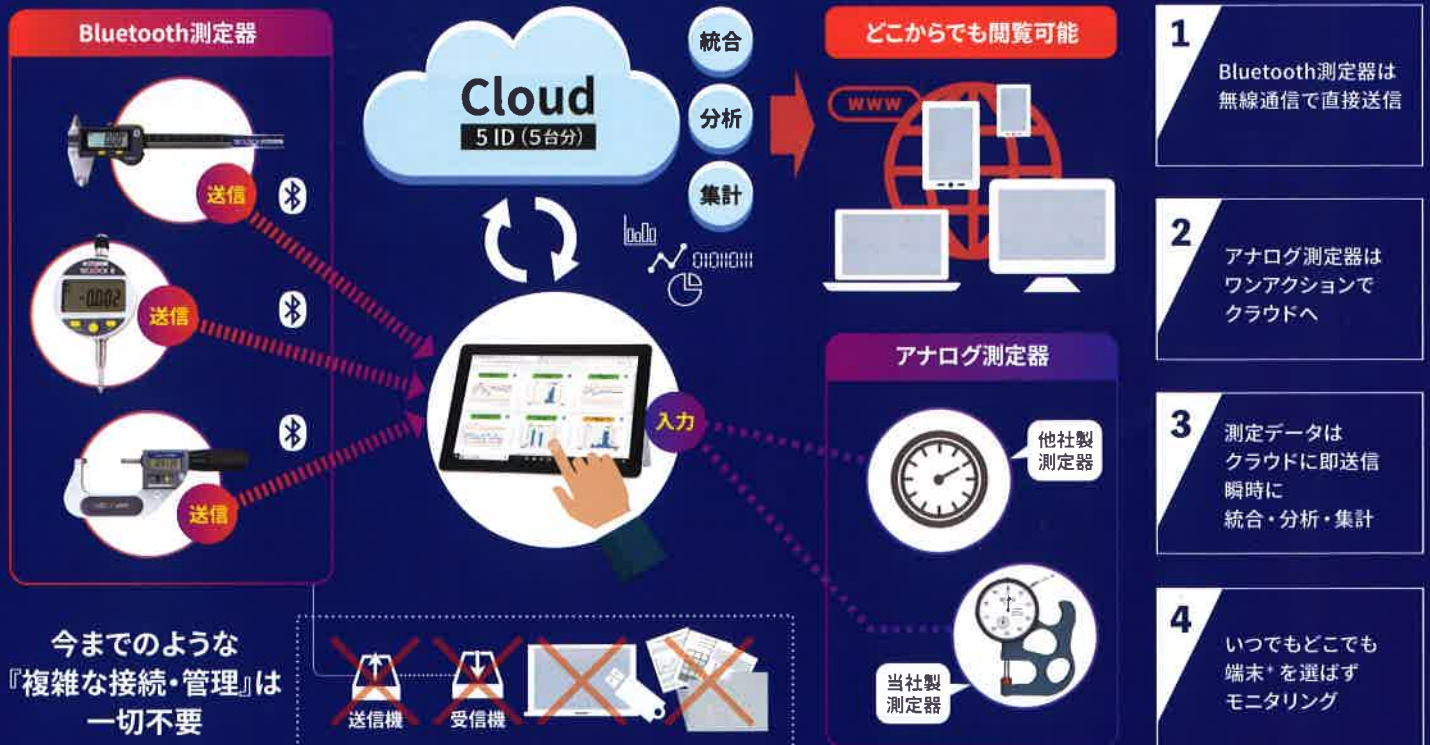 Bluetooth測定器
送信
-0.002
送信
送信
今までのような
『複雑な接続・管理』は
一切不要
Cloud
5 ID（5台分）
統合
分析
集計
01011011
入力
送信機
受信機
どこからでも閲覧可能
WWW
アナログ測定器
他社製
測定器
当社製
測定器
1
Bluetooth測定器は
無線通信で直接送信
2
アナログ測定器は
ワンアクションで
クラウドへ
3
測定データは
クラウドに即送信
瞬時に
統合・分析・集計
4
いつでもどこでも
端末*を選ばず
モニタリング